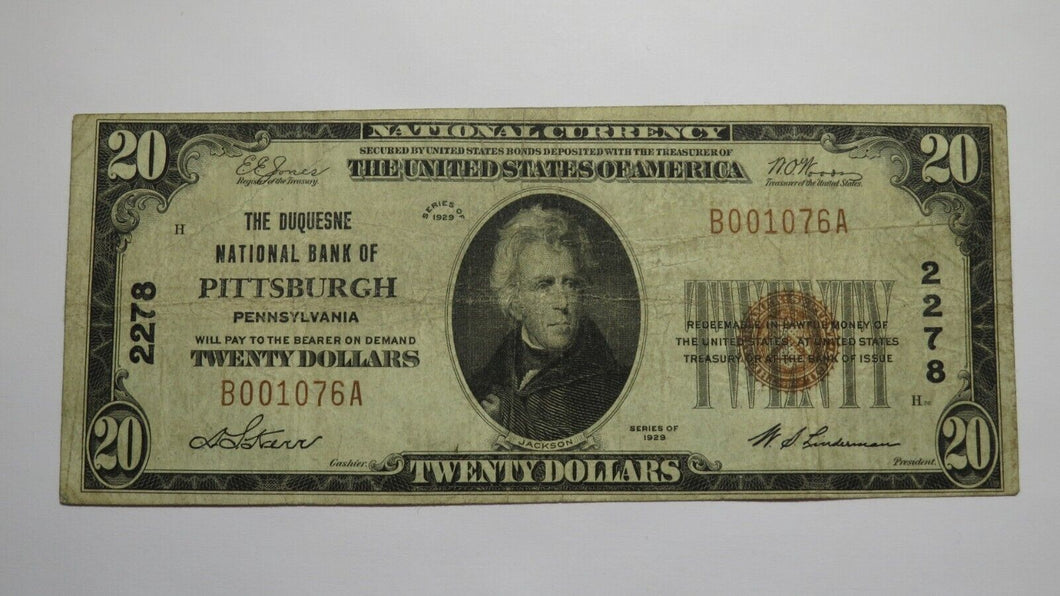 NATIONAL CURRENCY
SECURED BY UNITED STATES BONDS DEPOSITED WITH THE TREASURER OF
THE UNITED STATES OF AMERICA
20
20
E.E. Jones
Register of the Treasury.
W.O. Woods
Treasurer of the United States.
SERIES OF
1929
H
THE DUQUESNE
NATIONAL BANK OF
PITTSBURGH
PENNSYLVANIA
WILL PAY TO THE BEARER ON DEMAND
TWENTY DOLLARS
B001076A
2278
B001076A
TWENTY
REDEEMABLE IN LAWFUL MONEY OF
THE UNITED STATES, AT UNITED STATES
TREASURY OR AT THE BANK OF ISSUE
2278
H
JACKSON
SERIES OF
1929
Cashier.
W. S. Linderman
President.
20
TWENTY DOLLARS
20